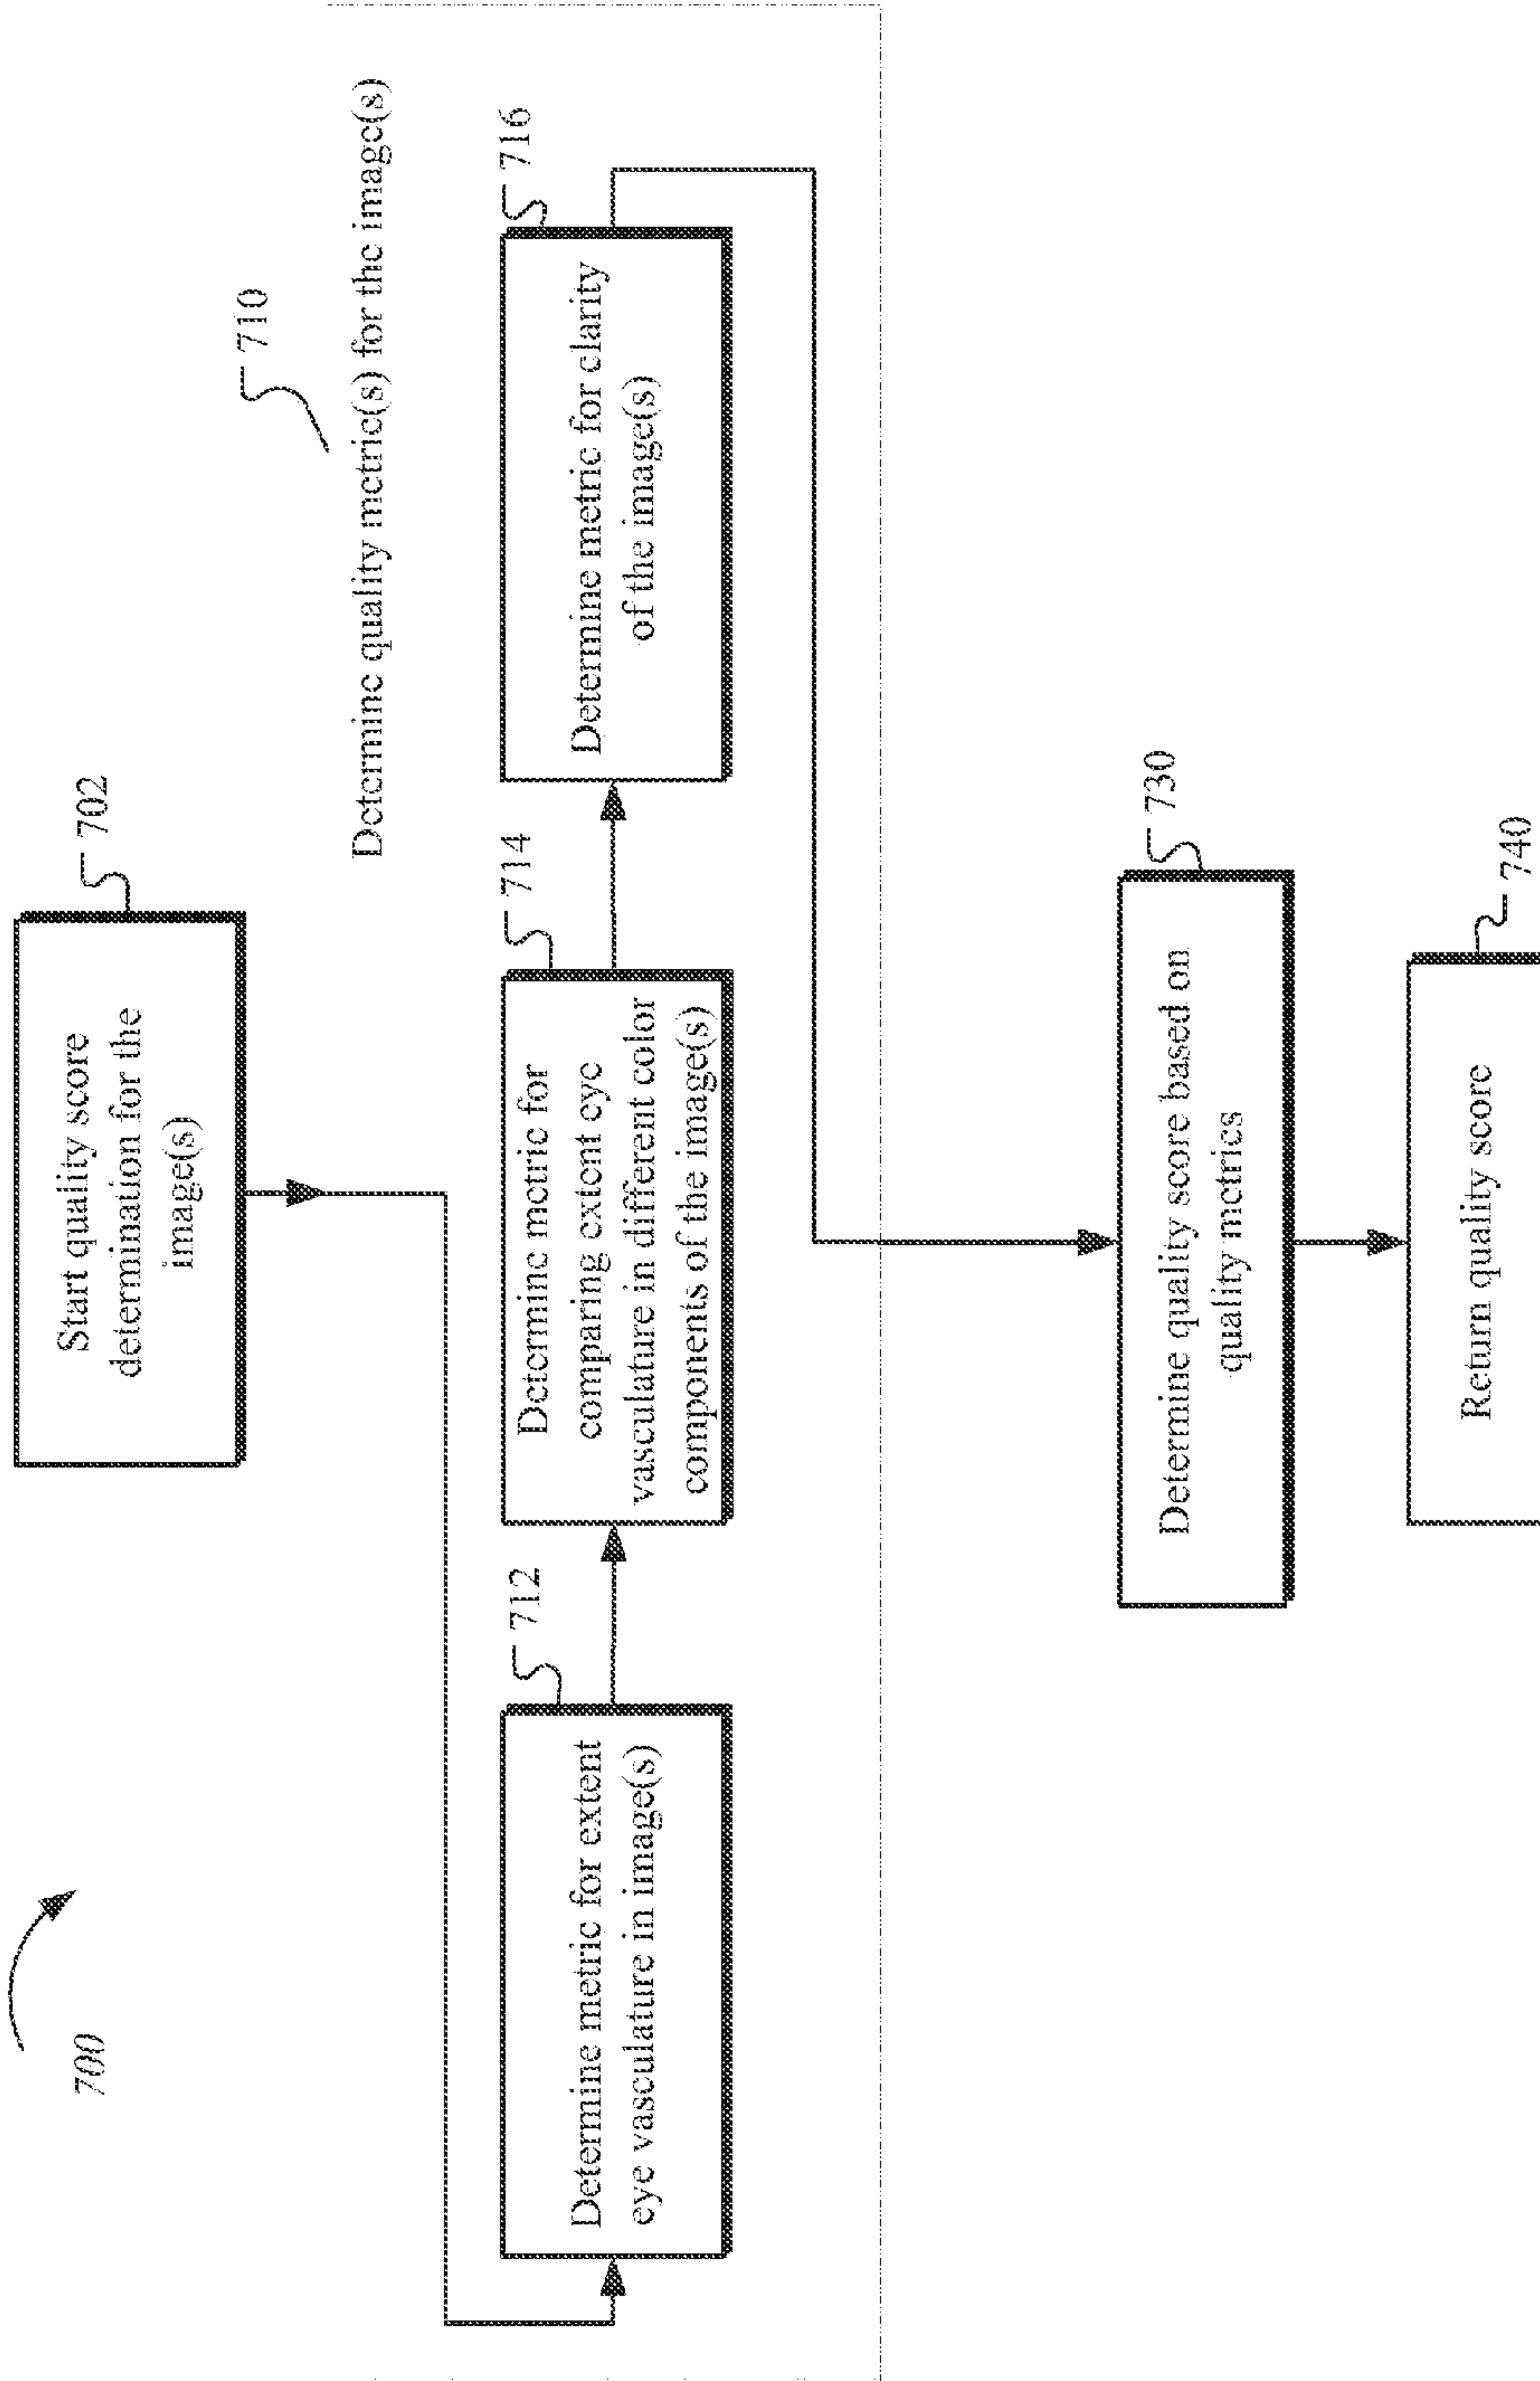 700
Start quality score
determination for the
image(s)
702
710
Determine quality metric(s) for the image(s)
Determine metric for extent
eye vasculature in image(s)
712
Determine metric for
comparing extent eye
vasculature in different color
components of the image(s)
714
Determine metric for clarity
of the image(s)
716
Determine quality score based on
quality metrics
730
Return quality score
740